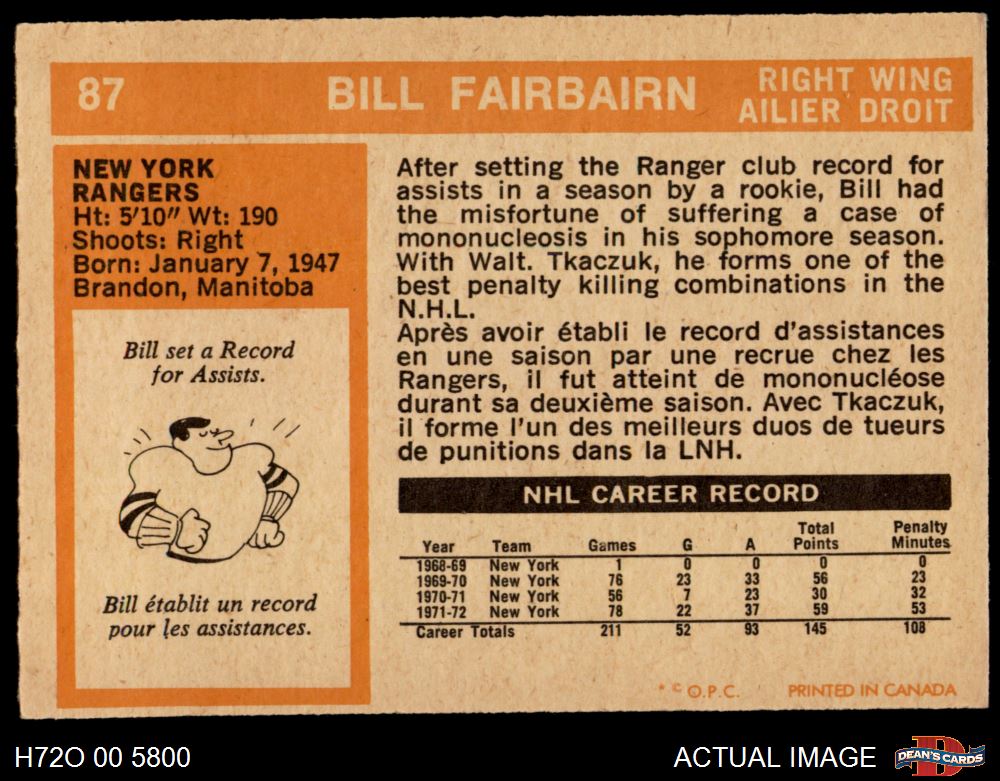 87 BILL FAIRBAIRN RIGHT WING
AILIER DROIT
NEW YORK
RANGERS
Ht: 5'10" Wt: 190
Shoots: Right
Born: January 7, 1947
Brandon, Manitoba
Bill set a Record
for Assists.
Bill établit un record
pour les assistances.
After setting the Ranger club record for
assists in a season by a rookie, Bill had
the misfortune of suffering a case of
mononucleosis in his sophomore season.
With Walt. Tkaczuk, he forms one of the
best penalty killing combinations in the
N.H.L.
Après avoir établi le record d'assistances
en une saison par une recrue chez les
Rangers, il fut atteint de mononucléose
durant sa deuxième saison. Avec Tkaczuk,
il forme l'un des meilleurs duos de tueurs
de punitions dans la LNH.
NHL CAREER RECORD
Year Team Games G A Total Points Penalty Minutes
1968-69 New York 1 0 0 0 0
1969-70 New York 76 23 33 56 23
1970-71 New York 56 7 23 30 32
1971-72 New York 78 22 37 59 53
Career Totals 211 52 93 145 108
* © O.P.C. PRINTED IN CANADA
H72O 00 5800 ACTUAL IMAGE DEAN'S CARDS